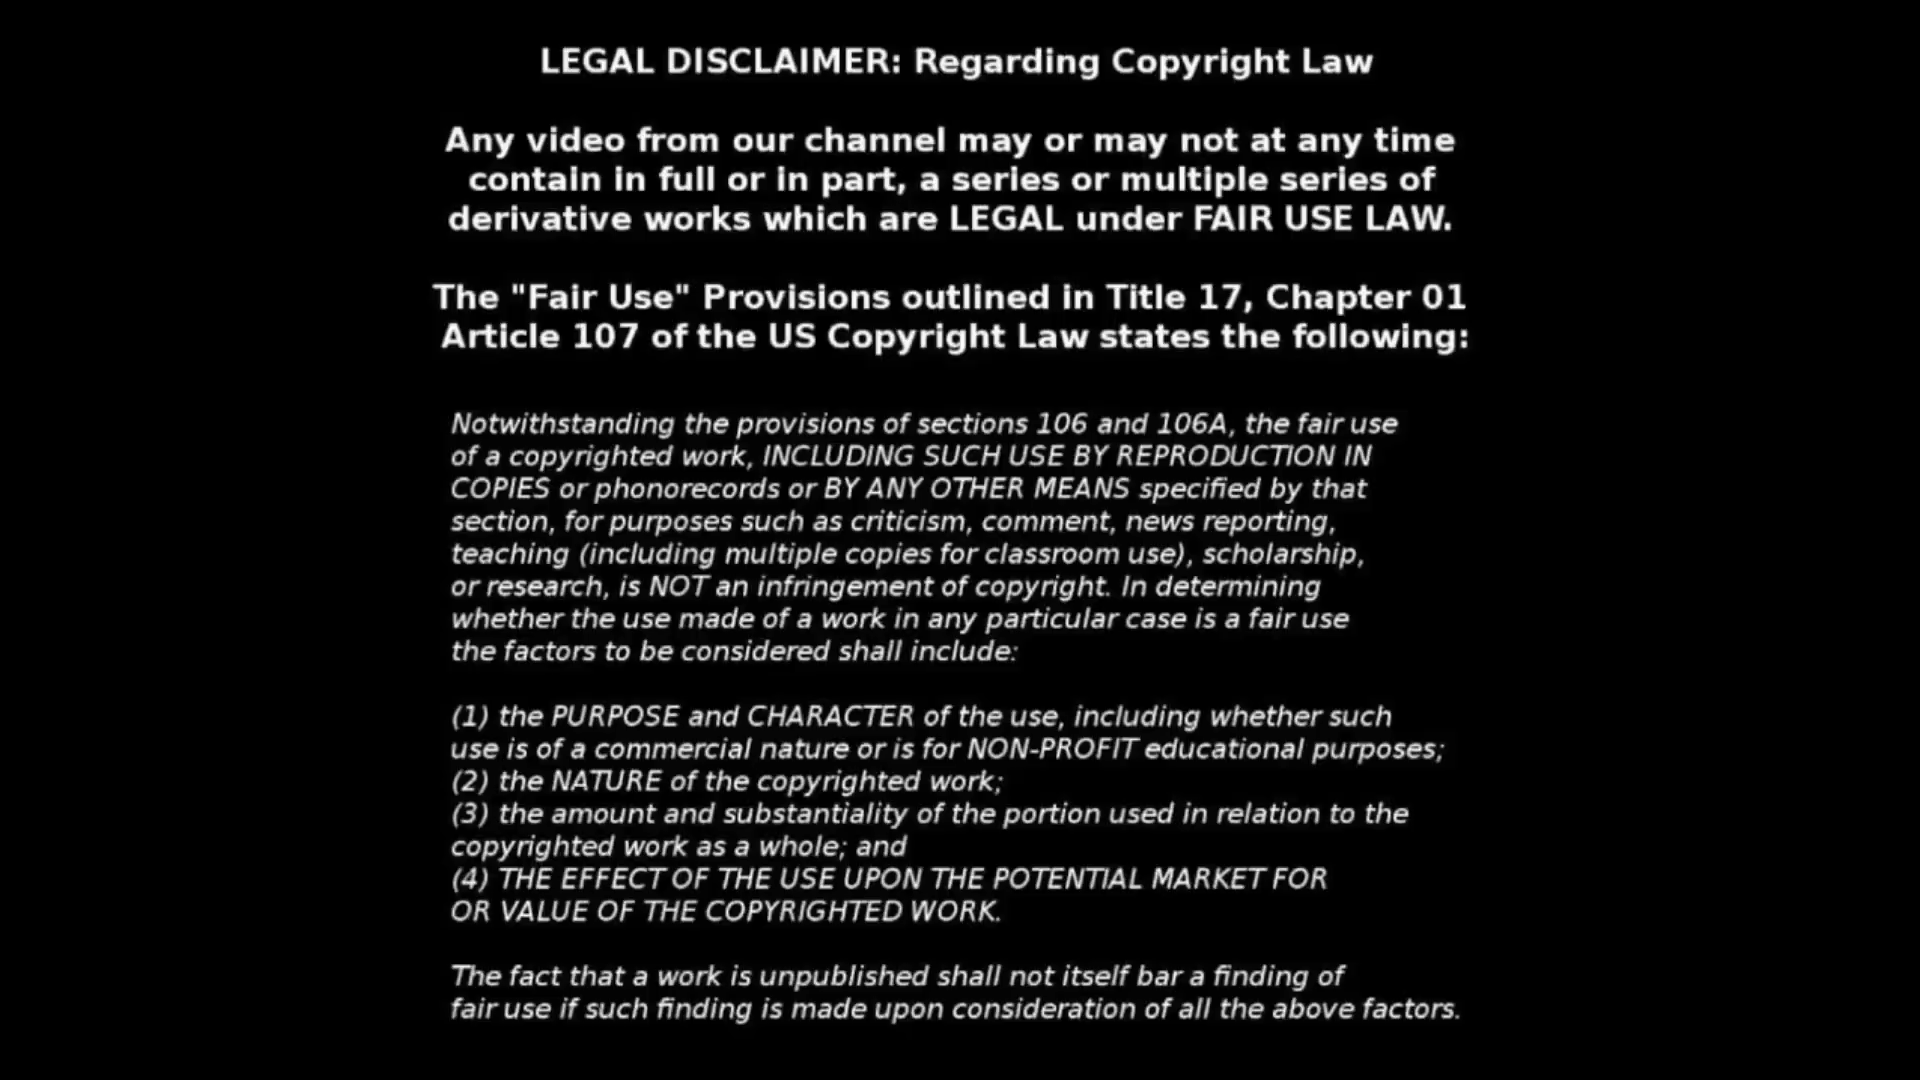 LEGAL DISCLAIMER: Regarding Copyright Law
Any video from our channel may or may not at any time
contain in full or in part, a series or multiple series of
derivative works which are LEGAL under FAIR USE LAW.
The "Fair Use" Provisions outlined in Title 17, Chapter 01
Article 107 of the US Copyright Law states the following:
Notwithstanding the provisions of sections 106 and 106A, the fair use
of a copyrighted work, INCLUDING SUCH USE BY REPRODUCTION IN
COPIES or phonorecords or BY ANY OTHER MEANS specified by that
section, for purposes such as criticism, comment, news reporting,
teaching (including multiple copies for classroom use), scholarship,
or research, is NOT an infringement of copyright. In determining
whether the use made of a work in any particular case is a fair use
the factors to be considered shall include:
(1) the PURPOSE and CHARACTER of the use, including whether such
use is of a commercial nature or is for NON-PROFIT educational purposes;
(2) the NATURE of the copyrighted work;
(3) the amount and substantiality of the portion used in relation to the
copyrighted work as a whole; and
(4) THE EFFECT OF THE USE UPON THE POTENTIAL MARKET FOR
OR VALUE OF THE COPYRIGHTED WORK.
The fact that a work is unpublished shall not itself bar a finding of
fair use if such finding is made upon consideration of all the above factors.